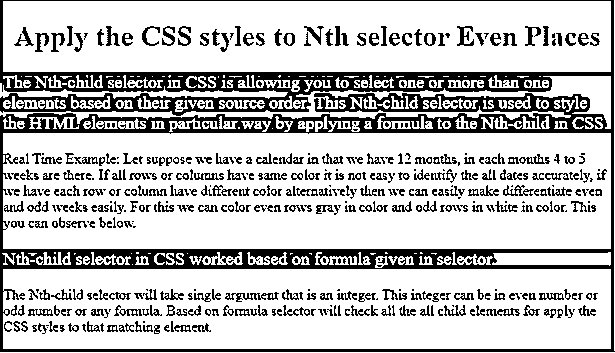 Apply the CSS styles to Nth selector Even Places
The Nth-child selector in CSS is allowing you to select one or more than one
elements based on their given source order. This Nth-child selector is used to style
the HTML elements in particular way by applying a formula to the Nth-child in CSS.
Real Time Example: Let suppose we have a calendar in that we have 12 months, in each months 4 to 5
weeks are there. If all rows or columns have same color it is not easy to identify the all dates accurately, if
we have each row or column have different color alternatively then we can easily make differentiate even
and odd weeks easily. For this we can color even rows gray in color and odd rows in white in color. This
you can observe below.
Nth-child selector in CSS worked based on formula given in selector.
The Nth-child selector will take single argument that is an integer. This integer can be in even number or
odd number or any formula. Based on formula selector will check all the all child elements for apply the
CSS styles to that matching element.